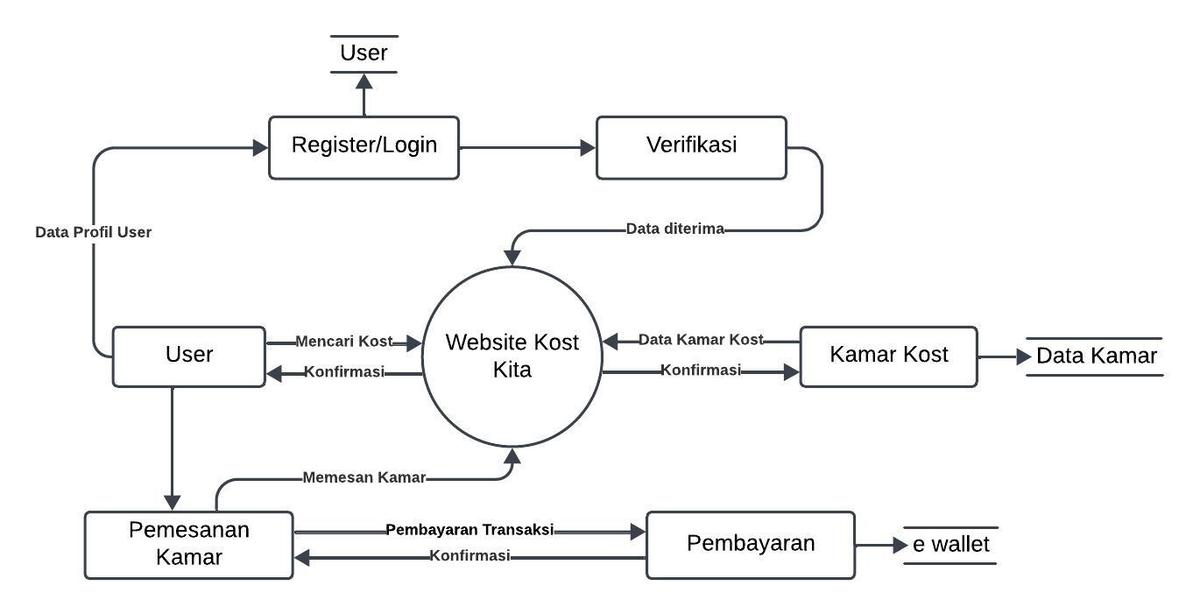 User
Register/Login
Verifikasi
Data Profil User
Data diterima
User
Mencari Kost
Konfirmasi
Website Kost
Kita
Data Kamar Kost
Konfirmasi
Kamar Kost
Data Kamar
Memesan Kamar
Pemesanan
Kamar
Pembayaran Transaksi
Konfirmasi
Pembayaran
e wallet